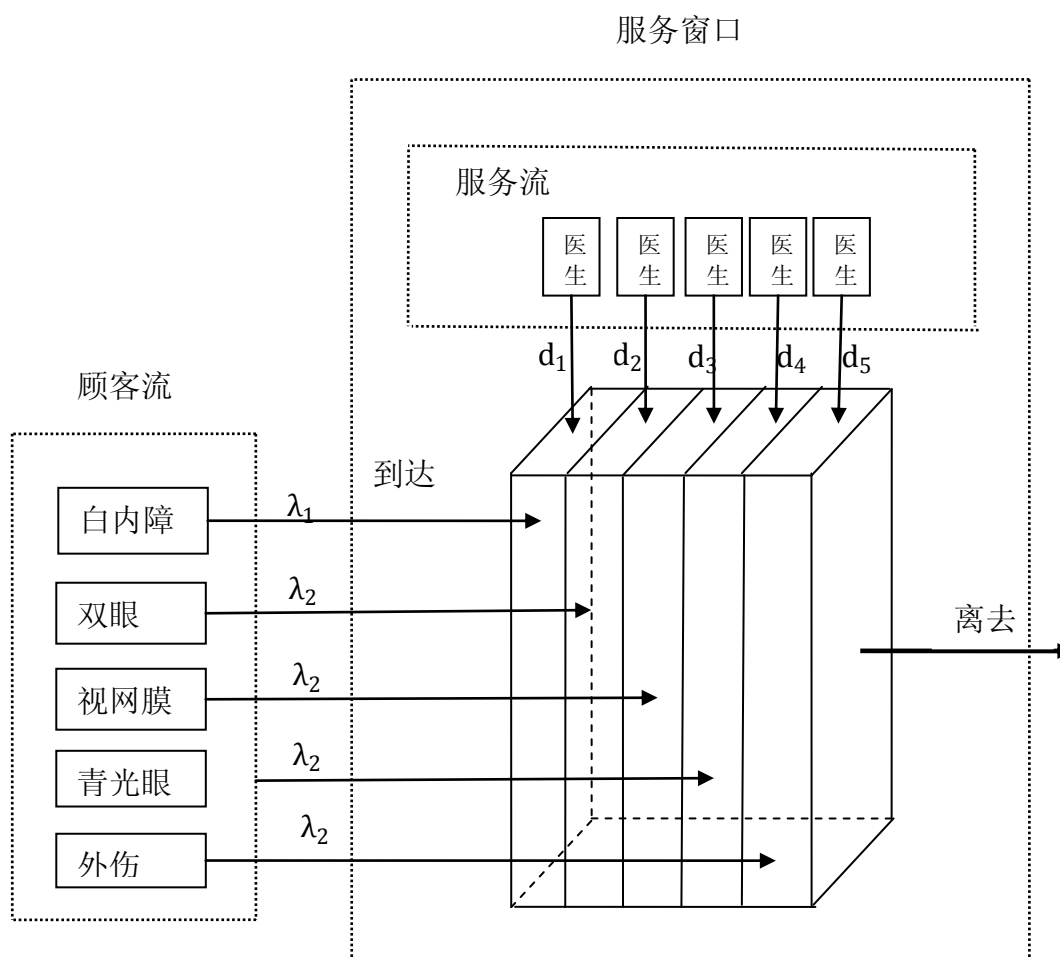 服务窗口
服务流
医生
医生
医生
医生
医生
d₁
d₂
d₃
d₄
d₅
顾客流
到达
白内障
λ₁
双眼
λ₂
离去
视网膜
λ₂
青光眼
λ₂
外伤
λ₂